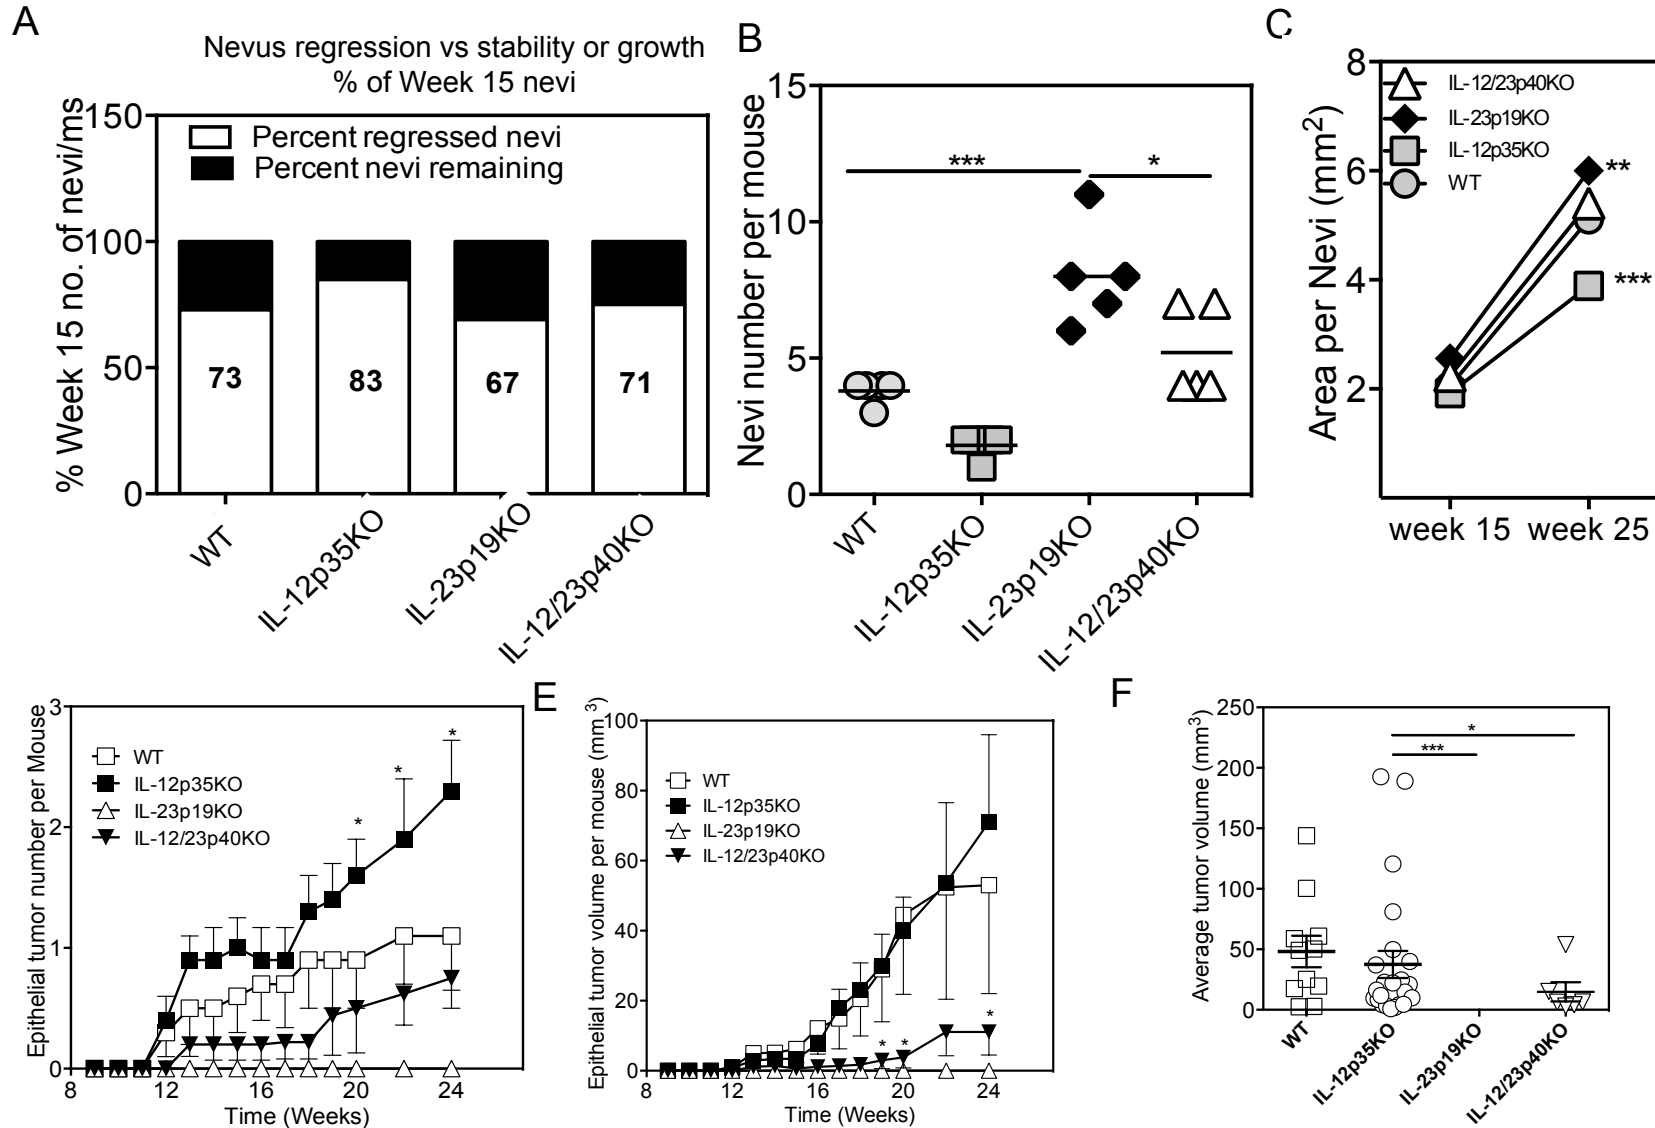 A
Nevus regression vs stability or growth
% of Week 15 nevi
% Week 15 no. of nevi/ms
150
100
50
0
Percent regressed nevi
Percent nevi remaining
73
83
67
71
WT
IL-12p35KO
IL-23p19KO
IL-12/23p40KO
B
Nevi number per mouse
15
10
5
0
***
*
WT
IL-12p35KO
IL-23p19KO
IL-12/23p40KO
C
Area per Nevi (mm²)
8
6
4
2
IL-12/23p40KO
IL-23p19KO
IL-12p35KO
WT
**
***
week 15 week 25
Epithelial tumor number per Mouse
3
2
1
0
WT
IL-12p35KO
IL-23p19KO
IL-12/23p40KO
*
*
*
8 12 16 20 24
Time (Weeks)
E
Epithelial tumor volume per mouse (mm³)
100
80
60
40
20
0
WT
IL-12p35KO
IL-23p19KO
IL-12/23p40KO
* * *
8 12 16 20 24
Time (Weeks)
F
Average tumor volume (mm³)
250
200
150
100
50
0
*
***
WT
IL-12p35KO
IL-23p19KO
IL-12/23p40KO